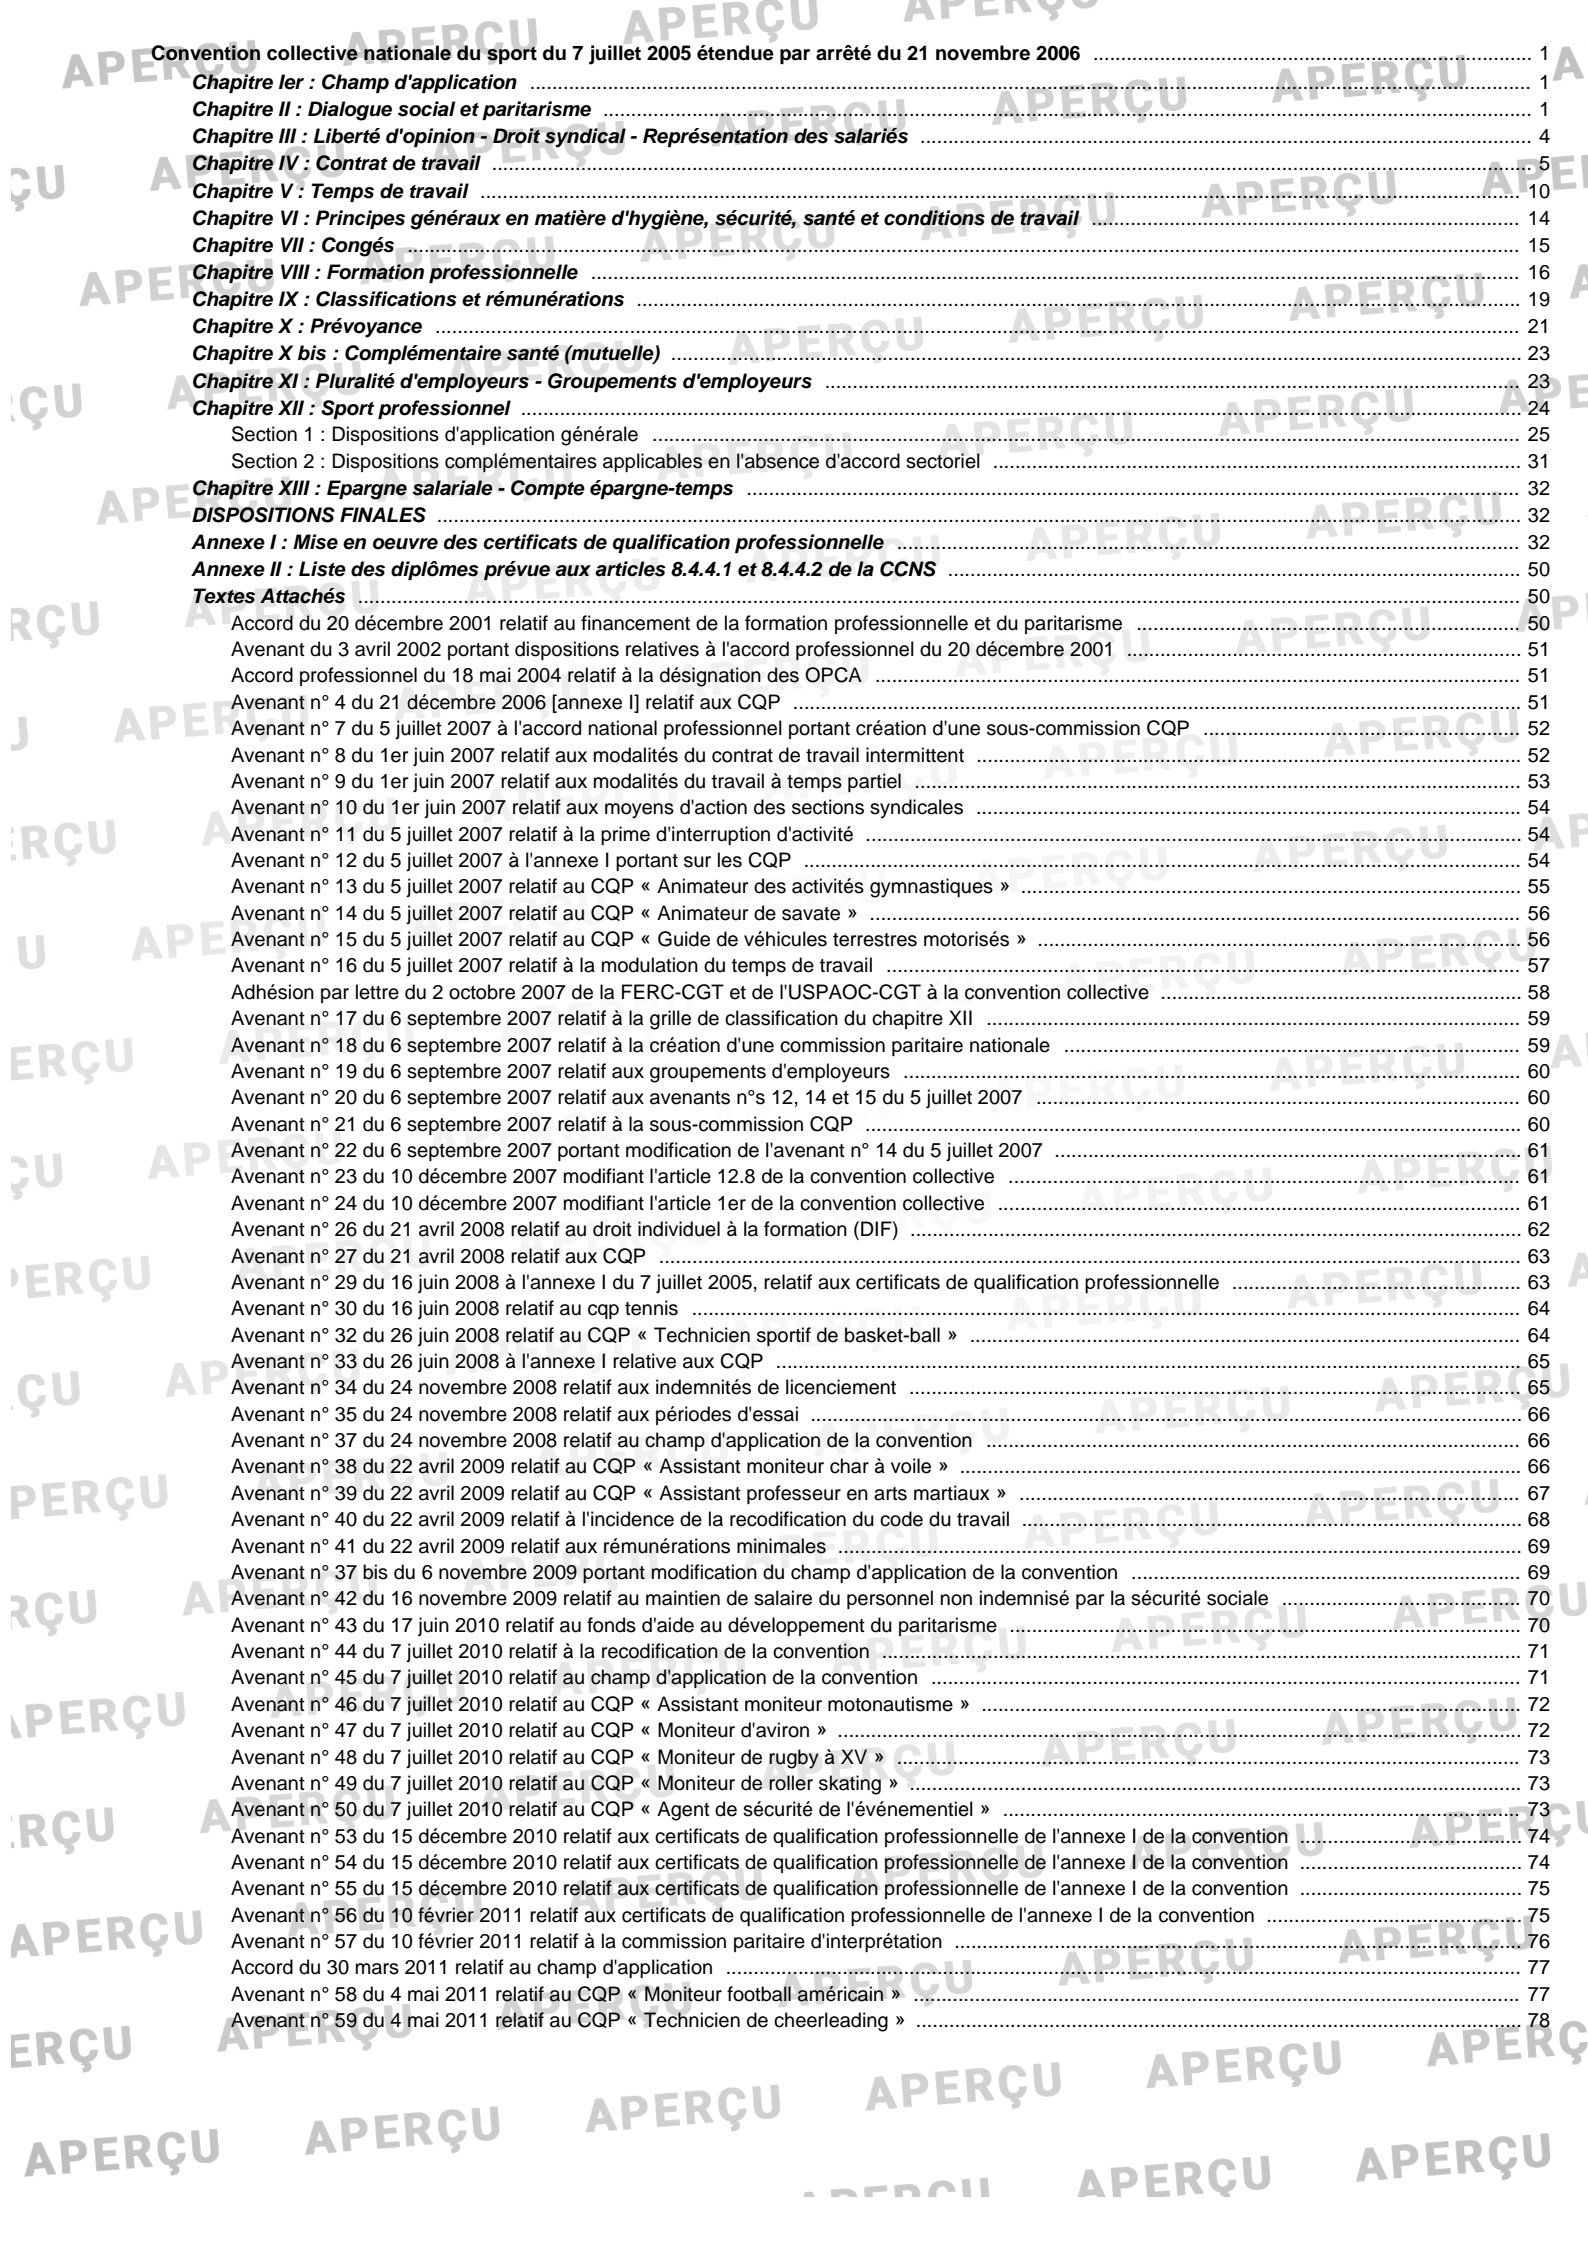 Convention collective nationale du sport du 7 juillet 2005 étendue par arrêté du 21 novembre 2006 1
Chapitre Ier : Champ d'application 1
Chapitre II : Dialogue social et paritarisme 1
Chapitre III : Liberté d'opinion - Droit syndical - Représentation des salariés 4
Chapitre IV : Contrat de travail 5
Chapitre V : Temps de travail 10
Chapitre VI : Principes généraux en matière d'hygiène, sécurité, santé et conditions de travail 14
Chapitre VII : Congés 15
Chapitre VIII : Formation professionnelle 16
Chapitre IX : Classifications et rémunérations 19
Chapitre X : Prévoyance 21
Chapitre X bis : Complémentaire santé (mutuelle) 23
Chapitre XI : Pluralité d'employeurs - Groupements d'employeurs 23
Chapitre XII : Sport professionnel 24
Section 1 : Dispositions d'application générale 25
Section 2 : Dispositions complémentaires applicables en l'absence d'accord sectoriel 31
Chapitre XIII : Epargne salariale - Compte épargne-temps 32
DISPOSITIONS FINALES 32
Annexe I : Mise en oeuvre des certificats de qualification professionnelle 32
Annexe II : Liste des diplômes prévue aux articles 8.4.4.1 et 8.4.4.2 de la CCNS 50
Textes Attachés 50
Accord du 20 décembre 2001 relatif au financement de la formation professionnelle et du paritarisme 50
Avenant du 3 avril 2002 portant dispositions relatives à l'accord professionnel du 20 décembre 2001 51
Accord professionnel du 18 mai 2004 relatif à la désignation des OPCA 51
Avenant n° 4 du 21 décembre 2006 [annexe I] relatif aux CQP 51
Avenant n° 7 du 5 juillet 2007 à l'accord national professionnel portant création d'une sous-commission CQP 52
Avenant n° 8 du 1er juin 2007 relatif aux modalités du contrat de travail intermittent 52
Avenant n° 9 du 1er juin 2007 relatif aux modalités du travail à temps partiel 53
Avenant n° 10 du 1er juin 2007 relatif aux moyens d'action des sections syndicales 54
Avenant n° 11 du 5 juillet 2007 relatif à la prime d'interruption d'activité 54
Avenant n° 12 du 5 juillet 2007 à l'annexe I portant sur les CQP 54
Avenant n° 13 du 5 juillet 2007 relatif au CQP « Animateur des activités gymnastiques » 55
Avenant n° 14 du 5 juillet 2007 relatif au CQP « Animateur de savate » 56
Avenant n° 15 du 5 juillet 2007 relatif au CQP « Guide de véhicules terrestres motorisés » 56
Avenant n° 16 du 5 juillet 2007 relatif à la modulation du temps de travail 57
Adhésion par lettre du 2 octobre 2007 de la FERC-CGT et de l'USPAOC-CGT à la convention collective 58
Avenant n° 17 du 6 septembre 2007 relatif à la grille de classification du chapitre XII 59
Avenant n° 18 du 6 septembre 2007 relatif à la création d'une commission paritaire nationale 59
Avenant n° 19 du 6 septembre 2007 relatif aux groupements d'employeurs 60
Avenant n° 20 du 6 septembre 2007 relatif aux avenants n°s 12, 14 et 15 du 5 juillet 2007 60
Avenant n° 21 du 6 septembre 2007 relatif à la sous-commission CQP 60
Avenant n° 22 du 6 septembre 2007 portant modification de l'avenant n° 14 du 5 juillet 2007 61
Avenant n° 23 du 10 décembre 2007 modifiant l'article 12.8 de la convention collective 61
Avenant n° 24 du 10 décembre 2007 modifiant l'article 1er de la convention collective 61
Avenant n° 26 du 21 avril 2008 relatif au droit individuel à la formation (DIF) 62
Avenant n° 27 du 21 avril 2008 relatif aux CQP 63
Avenant n° 29 du 16 juin 2008 à l'annexe I du 7 juillet 2005, relatif aux certificats de qualification professionnelle 63
Avenant n° 30 du 16 juin 2008 relatif au cqp tennis 64
Avenant n° 32 du 26 juin 2008 relatif au CQP « Technicien sportif de basket-ball » 64
Avenant n° 33 du 26 juin 2008 à l'annexe I relative aux CQP 65
Avenant n° 34 du 24 novembre 2008 relatif aux indemnités de licenciement 65
Avenant n° 35 du 24 novembre 2008 relatif aux périodes d'essai 66
Avenant n° 37 du 24 novembre 2008 relatif au champ d'application de la convention 66
Avenant n° 38 du 22 avril 2009 relatif au CQP « Assistant moniteur char à voile » 66
Avenant n° 39 du 22 avril 2009 relatif au CQP « Assistant professeur en arts martiaux » 67
Avenant n° 40 du 22 avril 2009 relatif à l'incidence de la recodification du code du travail 68
Avenant n° 41 du 22 avril 2009 relatif aux rémunérations minimales 69
Avenant n° 37 bis du 6 novembre 2009 portant modification du champ d'application de la convention 69
Avenant n° 42 du 16 novembre 2009 relatif au maintien de salaire du personnel non indemnisé par la sécurité sociale 70
Avenant n° 43 du 17 juin 2010 relatif au fonds d'aide au développement du paritarisme 70
Avenant n° 44 du 7 juillet 2010 relatif à la recodification de la convention 71
Avenant n° 45 du 7 juillet 2010 relatif au champ d'application de la convention 71
Avenant n° 46 du 7 juillet 2010 relatif au CQP « Assistant moniteur motonautisme » 72
Avenant n° 47 du 7 juillet 2010 relatif au CQP « Moniteur d'aviron » 72
Avenant n° 48 du 7 juillet 2010 relatif au CQP « Moniteur de rugby à XV » 73
Avenant n° 49 du 7 juillet 2010 relatif au CQP « Moniteur de roller skating » 73
Avenant n° 50 du 7 juillet 2010 relatif au CQP « Agent de sécurité de l'événementiel » 73
Avenant n° 53 du 15 décembre 2010 relatif aux certificats de qualification professionnelle de l'annexe I de la convention 74
Avenant n° 54 du 15 décembre 2010 relatif aux certificats de qualification professionnelle de l'annexe I de la convention 74
Avenant n° 55 du 15 décembre 2010 relatif aux certificats de qualification professionnelle de l'annexe I de la convention 75
Avenant n° 56 du 10 février 2011 relatif aux certificats de qualification professionnelle de l'annexe I de la convention 75
Avenant n° 57 du 10 février 2011 relatif à la commission paritaire d'interprétation 76
Accord du 30 mars 2011 relatif au champ d'application 77
Avenant n° 58 du 4 mai 2011 relatif au CQP « Moniteur football américain » 77
Avenant n° 59 du 4 mai 2011 relatif au CQP « Technicien de cheerleading » 78
APERÇU